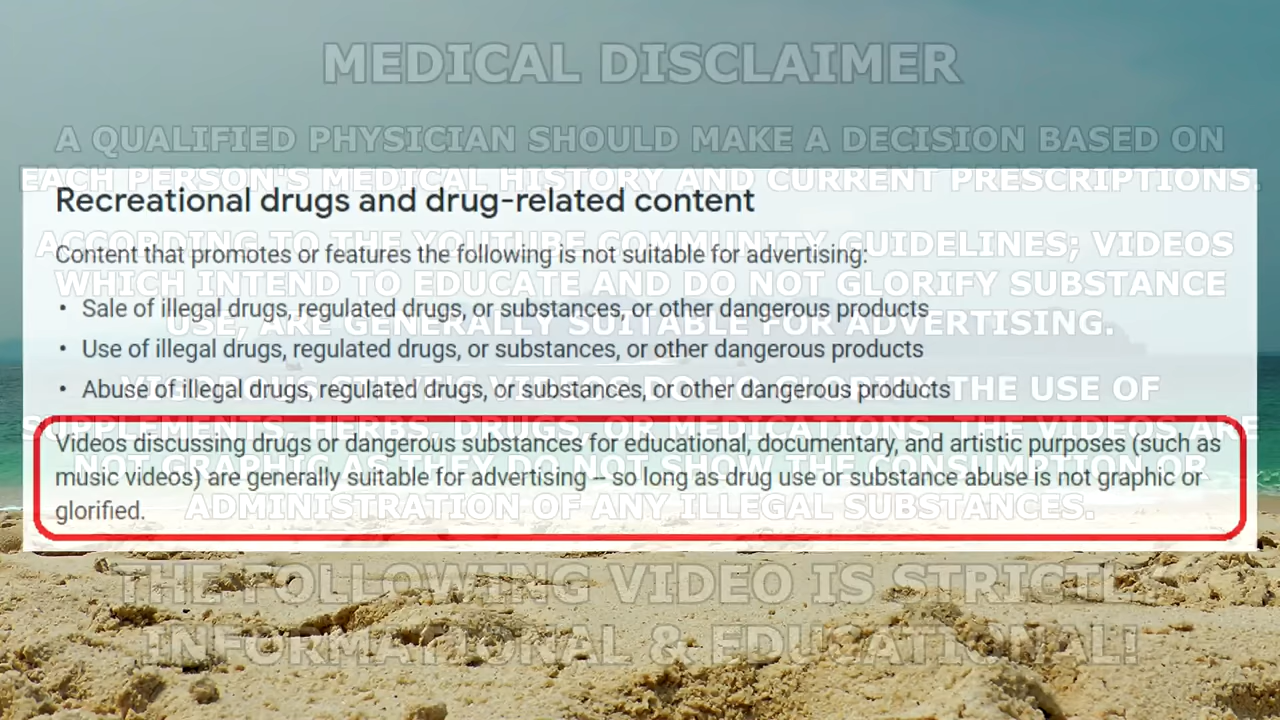 MEDICAL DISCLAIMER
A QUALIFIED PHYSICIAN SHOULD MAKE A DECISION BASED ON
EACH PERSON'S MEDICAL HISTORY AND CURRENT PRESCRIPTIONS.
Recreational drugs and drug-related content
ACCORDING TO THE YOUTUBE COMMUNITY GUIDELINES; VIDEOS
Content that promotes or features the following is not suitable for advertising:
WHICH INTEND TO EDUCATE AND DO NOT GLORIFY SUBSTANCE
• Sale of illegal drugs, regulated drugs, or substances, or other dangerous products
USE, ARE GENERALLY SUITABLE FOR ADVERTISING.
• Use of illegal drugs, regulated drugs, or substances, or other dangerous products
VIDEOS DO NOT GLORIFY THE USE OF
• Abuse of illegal drugs, regulated drugs, or substances, or other dangerous products
SUPPLEMENTS, HERBS, DRUGS, OR MEDICATIONS. THE VIDEOS ARE
Videos discussing drugs or dangerous substances for educational, documentary, and artistic purposes (such as
NOT GRAPHIC AS THEY DO NOT SHOW THE CONSUMPTION OR
music videos) are generally suitable for advertising – so long as drug use or substance abuse is not graphic or
ADMINISTRATION OF ANY ILLEGAL SUBSTANCES.
glorified.
THE FOLLOWING VIDEO IS STRICTLY
INFORMATIONAL & EDUCATIONAL!